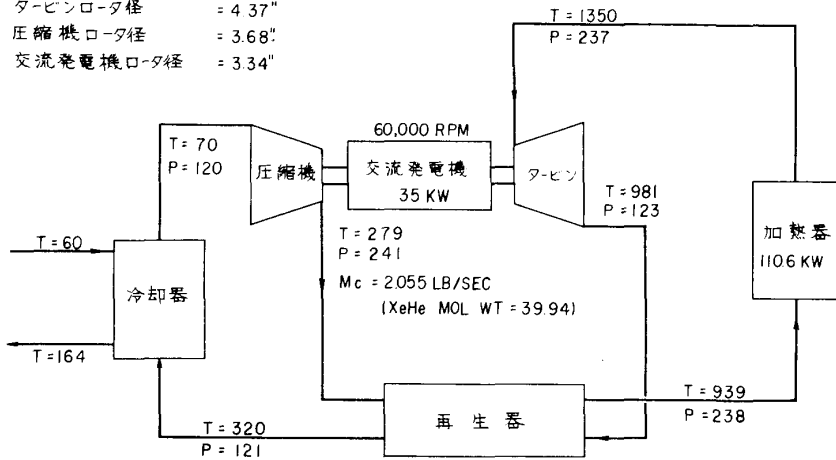 タービンロータ径 = 4.37"
圧縮機ロータ径 = 3.68"
交流発電機ロータ径 = 3.34"
T = 1350
P = 237
60,000 RPM
T = 70
P = 120
圧縮機
交流発電機
35 KW
タービン
T = 981
P = 123
加熱器
110.6 KW
T = 60
T = 279
P = 241
Mc = 2.055 LB/SEC
(XeHe MOL WT = 39.94)
冷却器
T = 164
T = 939
P = 238
再生器
T = 320
P = 121